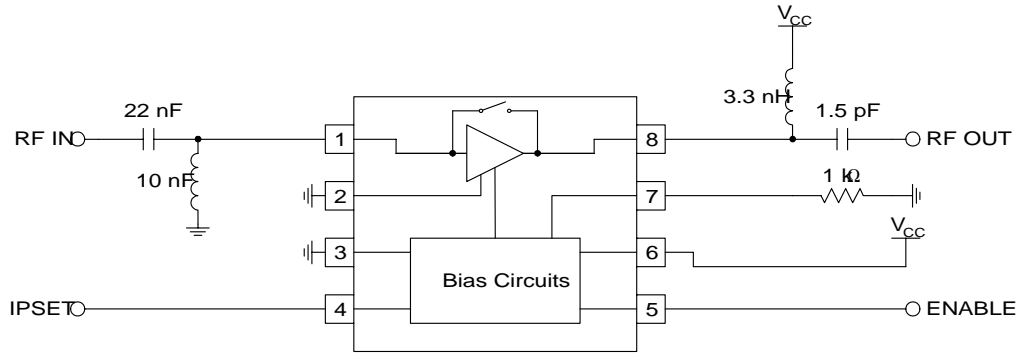 VCC
3.3 nH
22 nF
1.5 pF
RF IN
1
8
RF OUT
10 nF
1 kΩ
2
7
VCC
3
6
Bias Circuits
IPSET
4
5
ENABLE